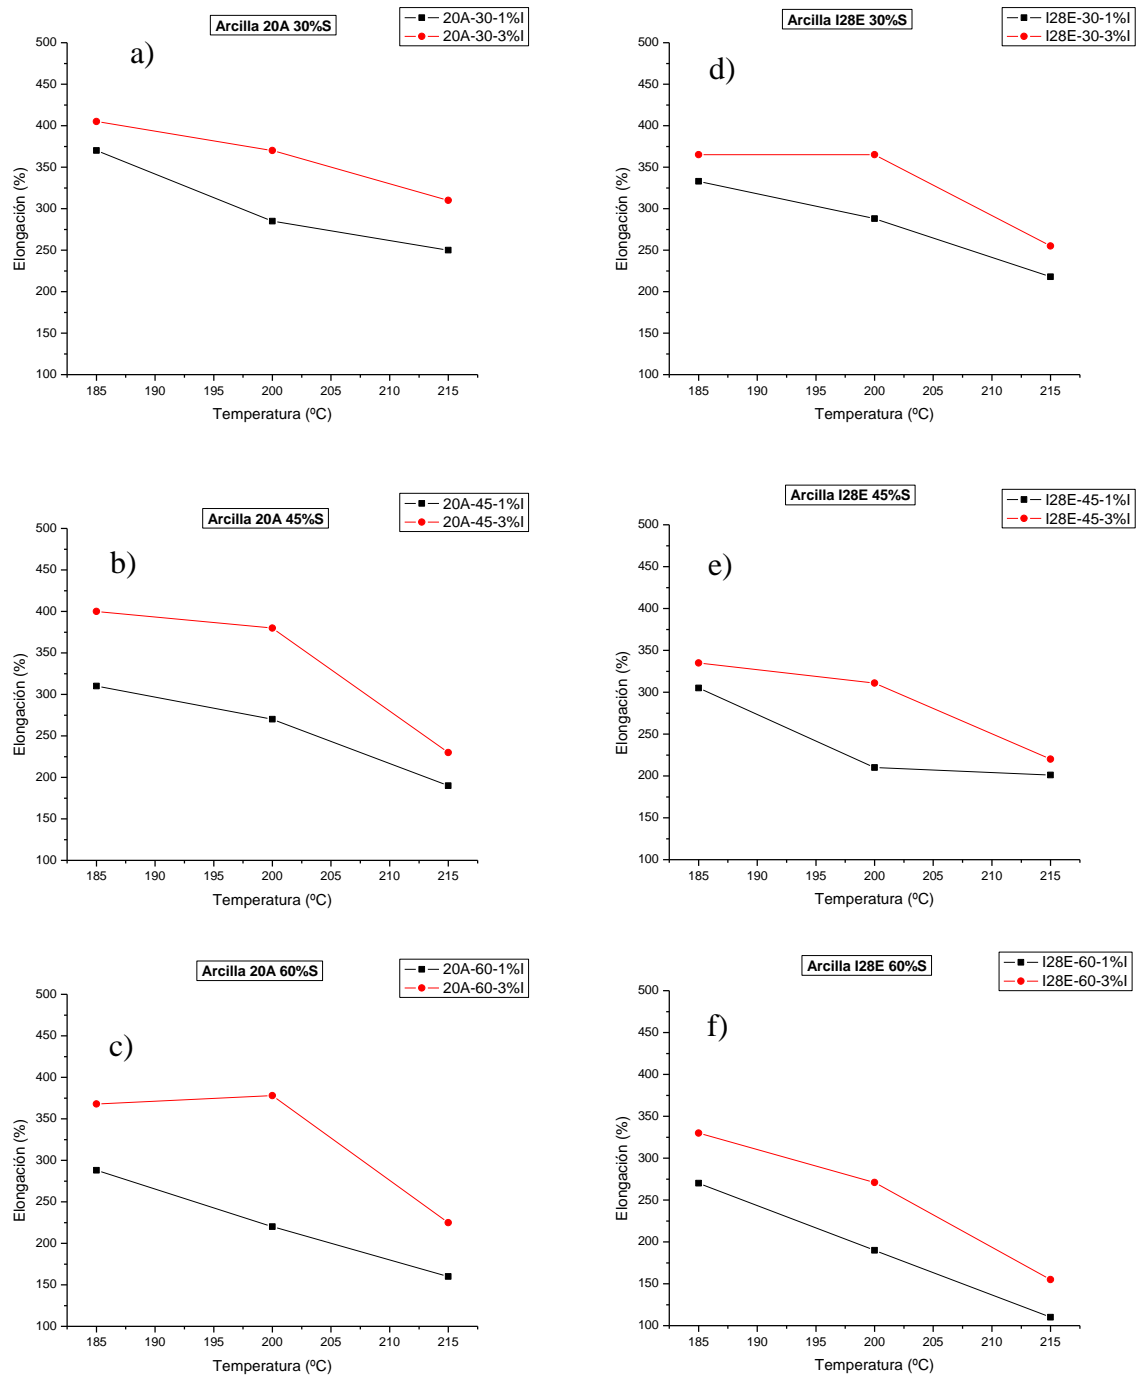 Arcilla 20A 30%S
20A-30-1%I
20A-30-3%I
a)
500
450
400
350
300
250
200
150
100
Elongación (%)
185 190 195 200 205 210 215
Temperatura (ºC)
Arcilla I28E 30%S
I28E-30-1%I
I28E-30-3%I
d)
500
450
400
350
300
250
200
150
100
Elongación (%)
185 190 195 200 205 210 215
Temperatura (ºC)
Arcilla 20A 45%S
20A-45-1%I
20A-45-3%I
b)
500
450
400
350
300
250
200
150
100
Elongación (%)
185 190 195 200 205 210 215
Temperatura (ºC)
Arcilla I28E 45%S
I28E-45-1%I
I28E-45-3%I
e)
500
450
400
350
300
250
200
150
100
Elongación (%)
185 190 195 200 205 210 215
Temperatura (ºC)
Arcilla 20A 60%S
20A-60-1%I
20A-60-3%I
c)
500
450
400
350
300
250
200
150
100
Elongación (%)
185 190 195 200 205 210 215
Temperatura (ºC)
Arcilla I28E 60%S
I28E-60-1%I
I28E-60-3%I
f)
500
450
400
350
300
250
200
150
100
Elongación (%)
185 190 195 200 205 210 215
Temperatura (ºC)